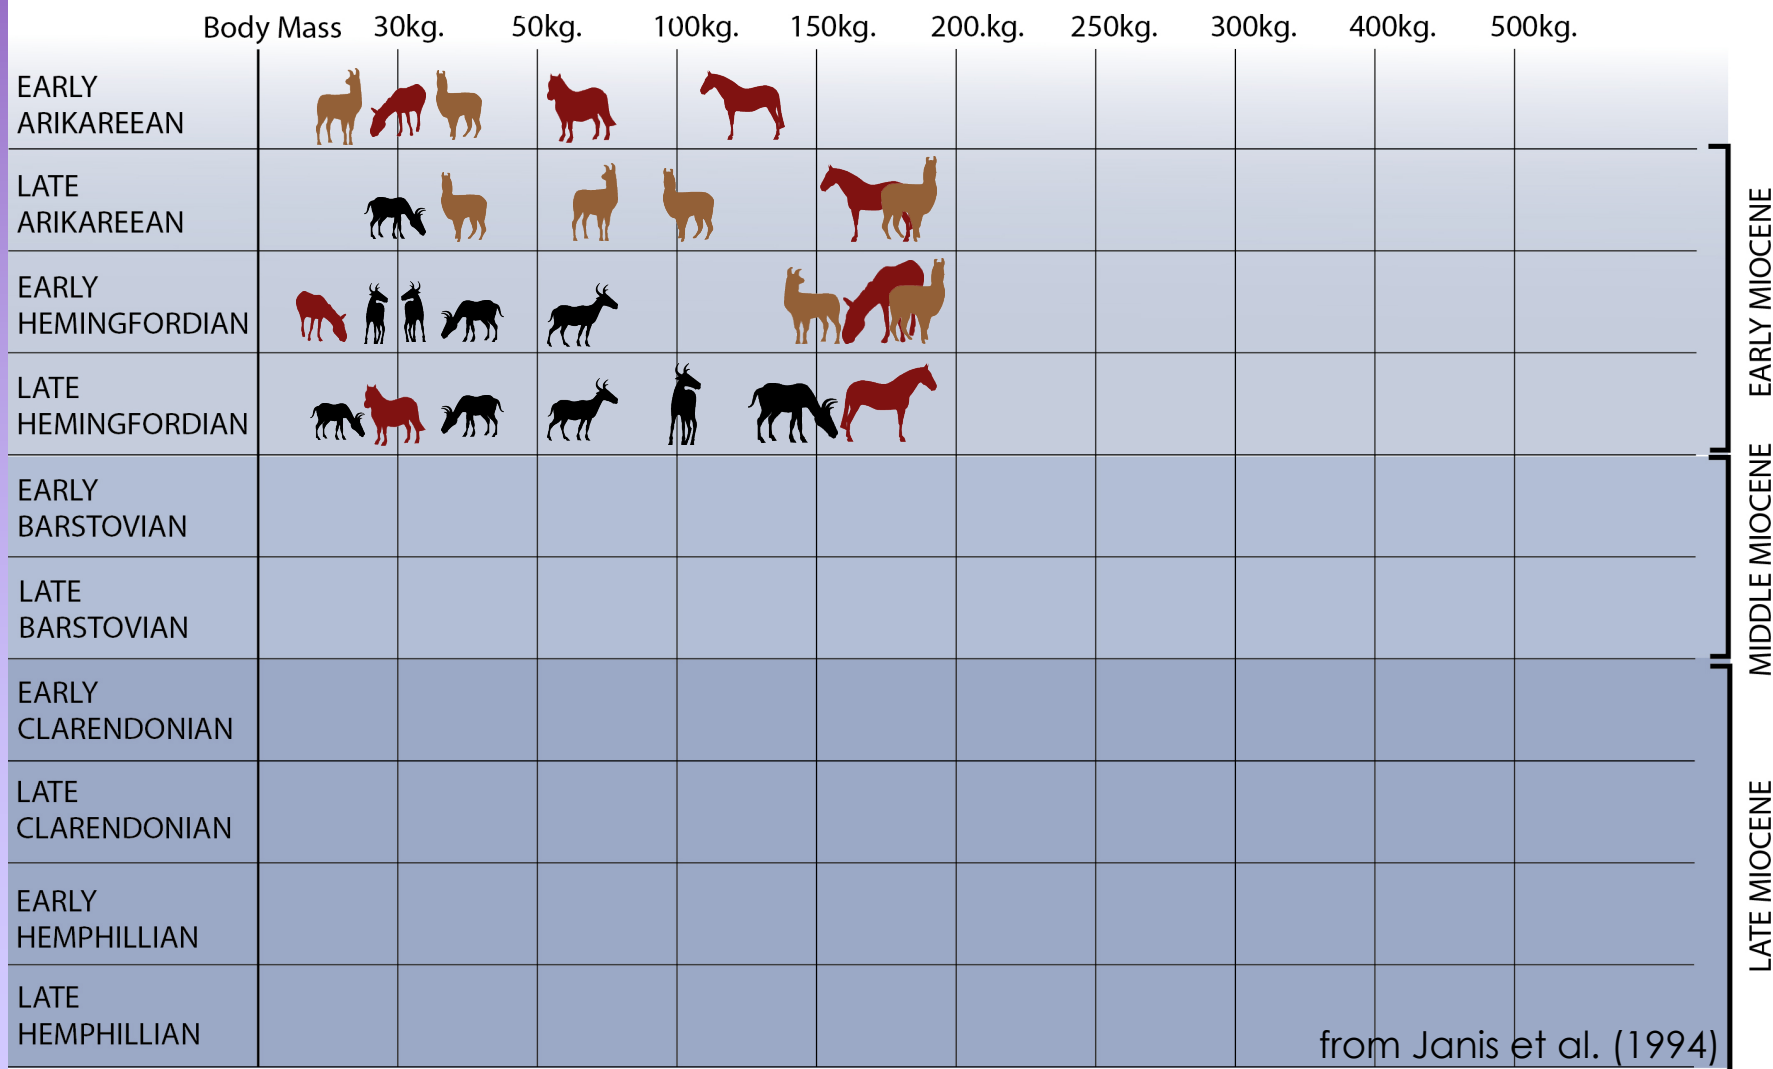 Body Mass 30kg. 50kg. 100kg. 150kg. 200.kg. 250kg. 300kg. 400kg. 500kg.
EARLY
ARIKAREEAN
LATE
ARIKAREEAN
EARLY
HEMINGFORDIAN
LATE
HEMINGFORDIAN
EARLY
BARSTOVIAN
LATE
BARSTOVIAN
EARLY
CLARENDONIAN
LATE
CLARENDONIAN
EARLY
HEMPHILLIAN
LATE
HEMPHILLIAN
EARLY MIOCENE
MIDDLE MIOCENE
LATE MIOCENE
from Janis et al. (1994)